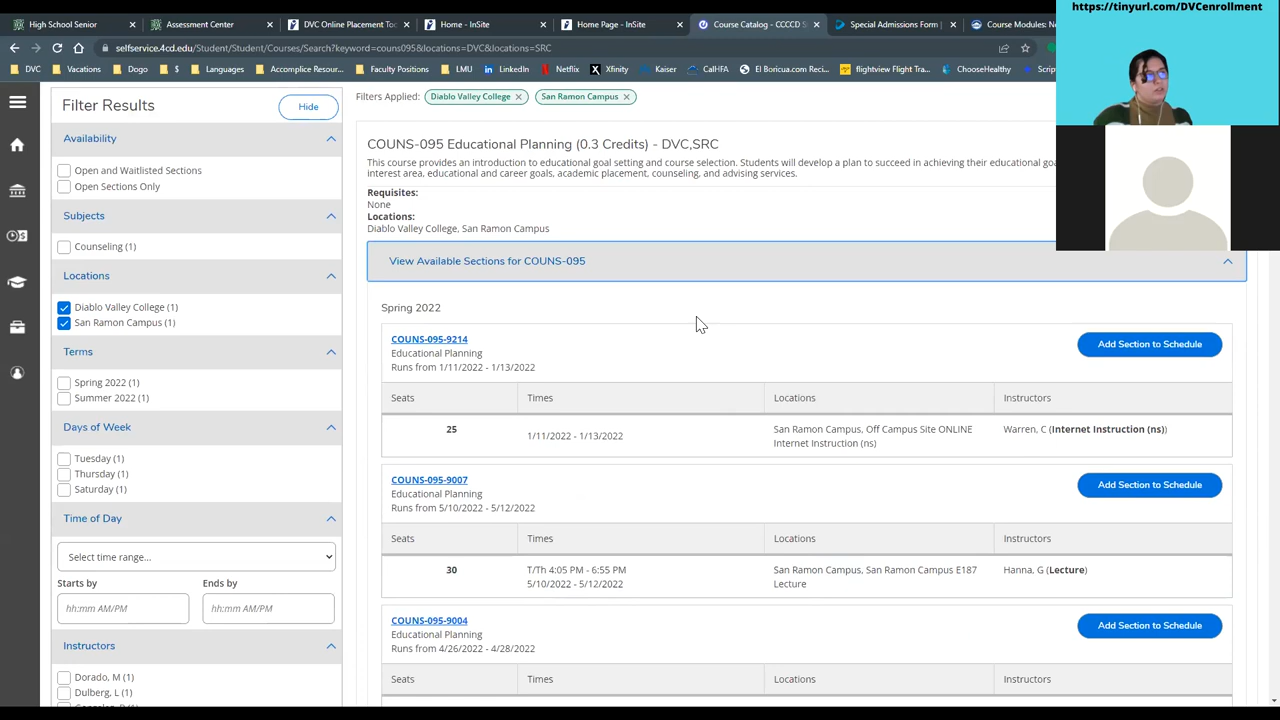 https://tinyurl.com/DVCenrollment
High School Senior
Assessment Center
DVC Online Placement Too
Home - InSite
Home Page - InSite
Course Catalog - CCCCD S
Special Admissions Form |
Course Modules: Ne
selfservice.4cd.edu/Student/Student/Courses/Search?keyword=couns095&locations=DVC&locations=SRC
DVC
Vacations
Dogo
$
Languages
Accomplice Resour...
Faculty Positions
LMU
LinkedIn
Netflix
Xfinity
Kaiser
CalHFA
El Boricua.com Reci...
flightview Flight Tra...
ChooseHealthy
Scrip
Filter Results
Hide
Availability
Open and Waitlisted Sections
Open Sections Only
Subjects
Counseling (1)
Locations
Diablo Valley College (1)
San Ramon Campus (1)
Terms
Spring 2022 (1)
Summer 2022 (1)
Days of Week
Tuesday (1)
Thursday (1)
Saturday (1)
Time of Day
Select time range...
Starts by
Ends by
hh:mm AM/PM
hh:mm AM/PM
Instructors
Dorado, M (1)
Dulberg, L (1)
Filters Applied:
Diablo Valley College
San Ramon Campus
COUNS-095 Educational Planning (0.3 Credits) - DVC,SRC
This course provides an introduction to educational goal setting and course selection. Students will develop a plan to succeed in achieving their educational goa
interest area, educational and career goals, academic placement, counseling, and advising services.
Requisites:
None
Locations:
Diablo Valley College, San Ramon Campus
View Available Sections for COUNS-095
Spring 2022
COUNS-095-9214
Educational Planning
Runs from 1/11/2022 - 1/13/2022
Add Section to Schedule
Seats
Times
Locations
Instructors
25
1/11/2022 - 1/13/2022
San Ramon Campus, Off Campus Site ONLINE
Internet Instruction (ns)
Warren, C (Internet Instruction (ns))
COUNS-095-9007
Educational Planning
Runs from 5/10/2022 - 5/12/2022
Add Section to Schedule
Seats
Times
Locations
Instructors
30
T/Th 4:05 PM - 6:55 PM
5/10/2022 - 5/12/2022
San Ramon Campus, San Ramon Campus E187
Lecture
Hanna, G (Lecture)
COUNS-095-9004
Educational Planning
Runs from 4/26/2022 - 4/28/2022
Add Section to Schedule
Seats
Times
Locations
Instructors